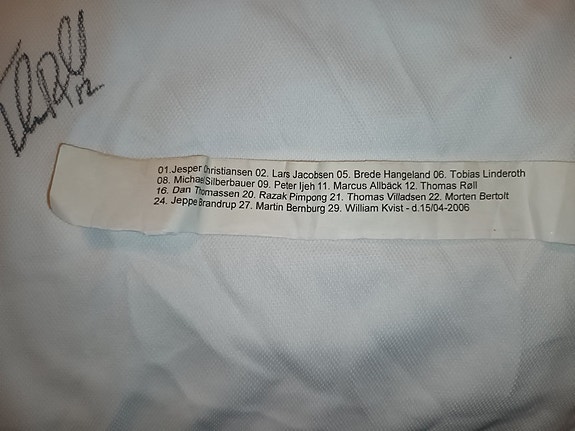 01.Jesper Christiansen 02. Lars Jacobsen 05. Brede Hangeland 06. Tobias Linderoth
08. Michael Silberbauer 09. Peter Ijeh 11. Marcus Allbäck 12. Thomas Røll
16. Dan Thomassen 20. Razak Pimpong 21. Thomas Villadsen 22. Morten Bertolt
24. Jeppe Brandrup 27. Martin Bernburg 29. William Kvist - d.15/04-2006